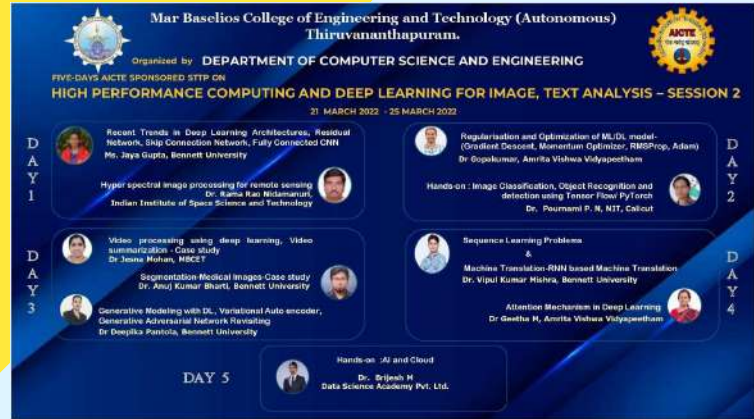 Mar Baselios College of Engineering and Technology (Autonomous)
Thiruvananthapuram.
AICTE
Organized by DEPARTMENT OF COMPUTER SCIENCE AND ENGINEERING
FIVE-DAYS AICTE SPONSORED STTP ON
HIGH PERFORMANCE COMPUTING AND DEEP LEARNING FOR IMAGE, TEXT ANALYSIS – SESSION 2
21 MARCH 2022 - 25 MARCH 2022
DAY 1
Recent Trends in Deep Learning Architectures, Residual
Network, Skip Connection Network, Fully Connected CNN
Ms. Jaya Gupta, Bennett University
Hyper spectral image processing for remote sensing
Dr. Rama Rao Nidamanuri,
Indian Institute of Space Science and Technology
DAY 2
Regularisation and Optimization of ML/DL model-
(Gradient Descent, Momentum Optimizer, RMSProp, Adam)
Dr Gopakumar, Amrita Vishwa Vidyapeetham
Hands-on : Image Classification, Object Recognition and
detection using Tensor Flow/ PyTorch
Dr. Pournami P. N, NIT, Calicut
DAY 3
Video processing using deep learning, Video
summarization - Case study
Dr Jesna Mohan, MBCET
Segmentation-Medical Images-Case study
Dr. Anuj Kumar Bharti, Bennett University
Generative Modeling with DL, Variational Auto encoder,
Generative Adversarial Network Revisiting
Dr Deepika Pantola, Bennett University
DAY 4
Sequence Learning Problems
&
Machine Translation-RNN based Machine Translation
Dr. Vipul Kumar Mishra, Bennett University
Attention Mechanism in Deep Learning
Dr Geetha M, Amrita Vishwa Vidyapeetham
DAY 5
Hands-on :AI and Cloud
Dr. Brijesh M
Data Science Academy Pvt. Ltd.